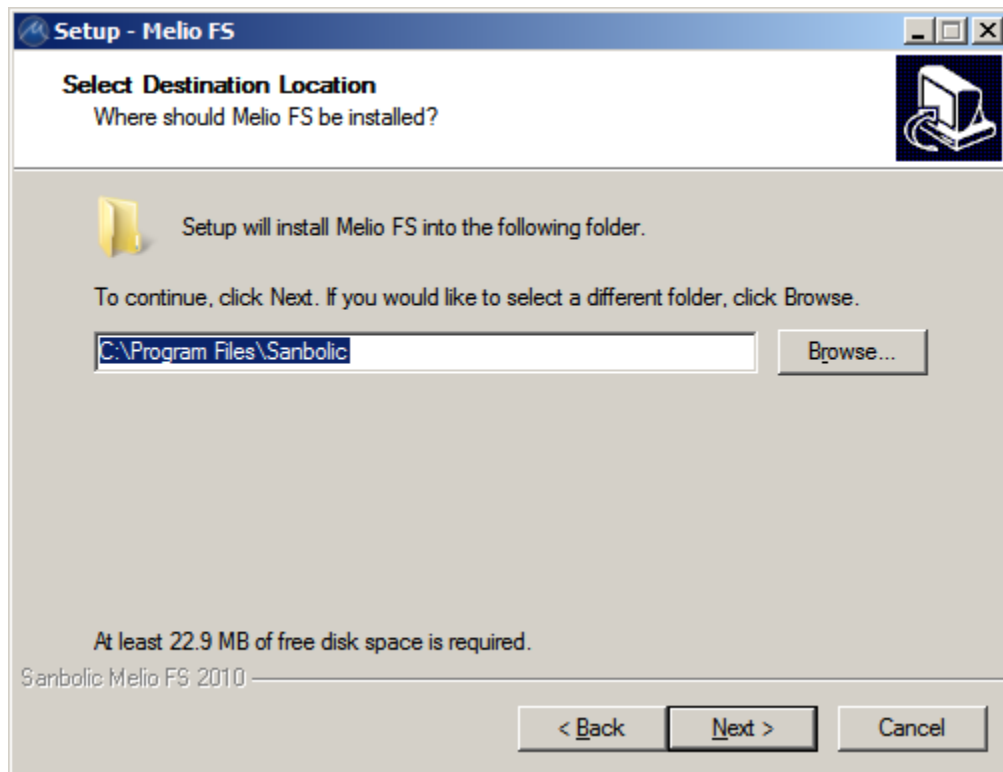 Setup - Melio FS
Select Destination Location
Where should Melio FS be installed?
Setup will install Melio FS into the following folder.
To continue, click Next. If you would like to select a different folder, click Browse.
C:\Program Files\Sanbolic
Browse...
At least 22.9 MB of free disk space is required.
Sanbolic Melio FS 2010
< Back
Next >
Cancel